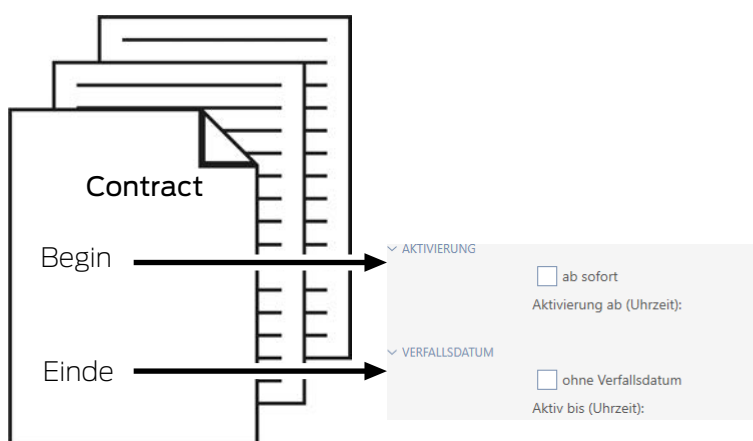 Contract
Begin
AKTIVIERUNG
ab sofort
Aktivierung ab (Uhrzeit):
Einde
VERFALLSDATUM
ohne Verfallsdatum
Aktiv bis (Uhrzeit):